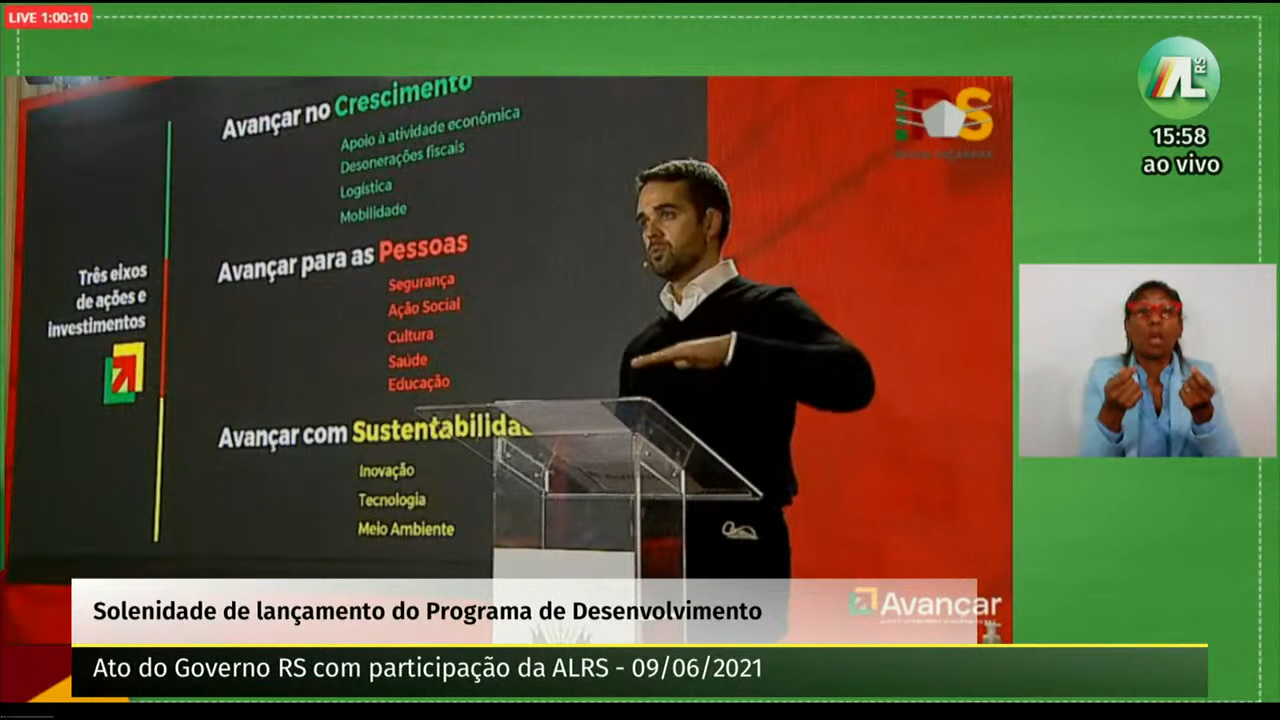 LIVE 1:00:10
RS
15:58
ao vivo
RS
Avançar no Crescimento
Apoio à atividade econômica
Desonerações fiscais
Logística
Mobilidade
Três eixos
de ações e
investimentos
Avançar para as Pessoas
Segurança
Ação Social
Cultura
Saúde
Educação
Avançar com
Inovação
Tecnologia
Meio Ambiente
Avançar
Solenidade de lançamento do Programa de Desenvolvimento
Ato do Governo RS com participação da ALRS - 09/06/2021